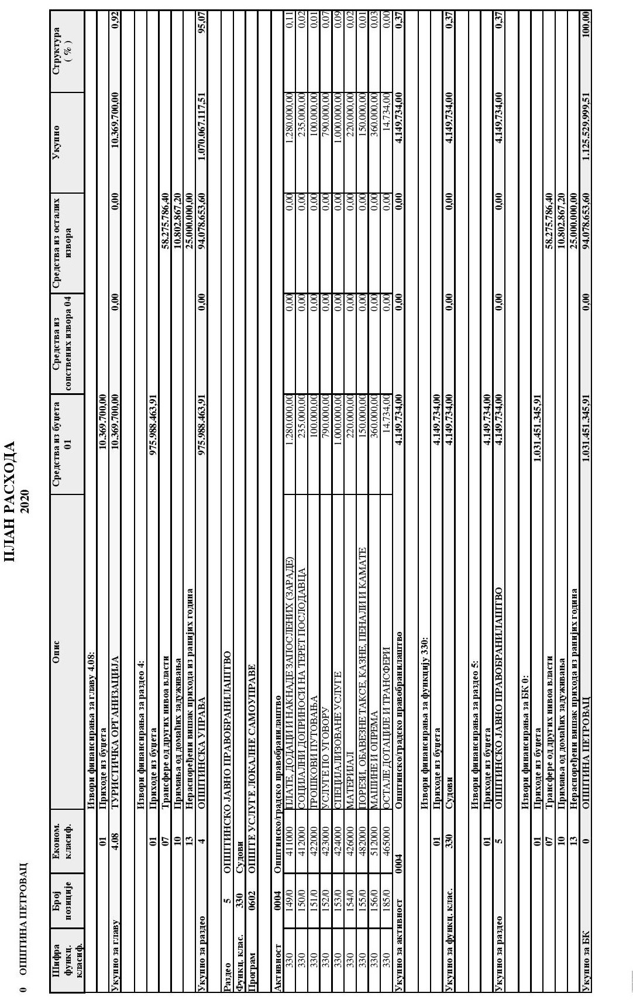 ПЛАН РАСХОДА
2020
0 ОПШТИНА ПЕТРОВАЦ
Шифра функц. класиф. Број позиције Економ. класиф. Опис Средства из буџета 01 Средства из сопствених извора 04 Средства из осталих извора Укупно Структура ( % )
Извори финансирања за главу 4.08:
01 Приходе из буџета 10.369.700,00
Укупно за главу 4.08 ТУРИСТИЧКА ОРГАНИЗАЦИЈА 10.369.700,00 0,00 0,00 10.369.700,00 0,92
Извори финансирања за раздео 4:
01 Приходе из буџета 975.988.463,91
07 Трансфере од других нивоа власти 58.275.786,40
10 Примања од домаћих задуживања 10.802.867,20
13 Нераспоређени вишак прихода из ранијих година 25.000.000,00
Укупно за раздео 4 ОПШТИНСКА УПРАВА 975.988.463,91 0,00 94.078.653,60 1.070.067.117,51 95,07
Раздео 5 ОПШТИНСКО ЈАВНО ПРАВОБРАНИЛАШТВО
Функц. клас. 330 Судови
Програм 0602 ОПШТЕ УСЛУГЕ ЛОКАЛНЕ САМОУПРАВЕ
Активност 0004 Општинско/градско правобранилаштво
330 149/0 411000 ПЛАТЕ, ДОДАЦИ И НАКНАДЕ ЗАПОСЛЕНИХ (ЗАРАДЕ) 1.280.000,00 0,00 0,00 1.280.000,00 0,11
330 150/0 412000 СОЦИЈАЛНИ ДОПРИНОСИ НА ТЕРЕТ ПОСЛОДАВЦА 235.000,00 0,00 0,00 235.000,00 0,02
330 151/0 422000 ТРОШКОВИ ПУТОВАЊА 100.000,00 0,00 0,00 100.000,00 0,01
330 152/0 423000 УСЛУГЕ ПО УГОВОРУ 790.000,00 0,00 0,00 790.000,00 0,07
330 153/0 424000 СПЕЦИЈАЛИЗОВАНЕ УСЛУГЕ 1.000.000,00 0,00 0,00 1.000.000,00 0,09
330 154/0 426000 МАТЕРИЈАЛ 220.000,00 0,00 0,00 220.000,00 0,02
330 155/0 482000 ПОРЕЗИ, ОБАВЕЗНЕ ТАКСЕ, КАЗНЕ, ПЕНАЛИ И КАМАТЕ 150.000,00 0,00 0,00 150.000,00 0,01
330 156/0 512000 МАШИНЕ И ОПРЕМА 360.000,00 0,00 0,00 360.000,00 0,03
330 185/0 465000 ОСТАЛЕ ДОТАЦИЈЕ И ТРАНСФЕРИ 14.734,00 0,00 0,00 14.734,00 0,00
Укупно за активност 0004 Општинско/градско правобранилаштво 4.149.734,00 0,00 0,00 4.149.734,00 0,37
Извори финансирања за функцију 330:
01 Приходе из буџета 4.149.734,00
Укупно за функц. клас. 330 Судови 4.149.734,00 0,00 0,00 4.149.734,00 0,37
Извори финансирања за раздео 5:
01 Приходе из буџета 4.149.734,00
Укупно за раздео 5 ОПШТИНСКО ЈАВНО ПРАВОБРАНИЛАШТВО 4.149.734,00 0,00 0,00 4.149.734,00 0,37
Извори финансирања за БК 0:
01 Приходе из буџета 1.031.451.345,91
07 Трансфере од других нивоа власти 58.275.786,40
10 Примања од домаћих задуживања 10.802.867,20
13 Нераспоређени вишак прихода из ранијих година 25.000.000,00
Укупно за БК 0 ОПШТИНА ПЕТРОВАЦ 1.031.451.345,91 0,00 94.078.653,60 1.125.529.999,51 100,00